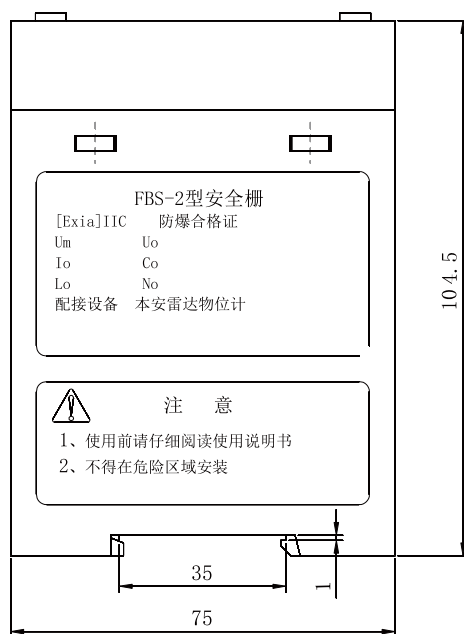 FBS-2型安全栅
[Exia]IIC 防爆合格证
Um Uo
Io Co
Lo No
配接设备 本安雷达物位计
注 意
1、使用前请仔细阅读使用说明书
2、不得在危险区域安装
104.5
35
1
75